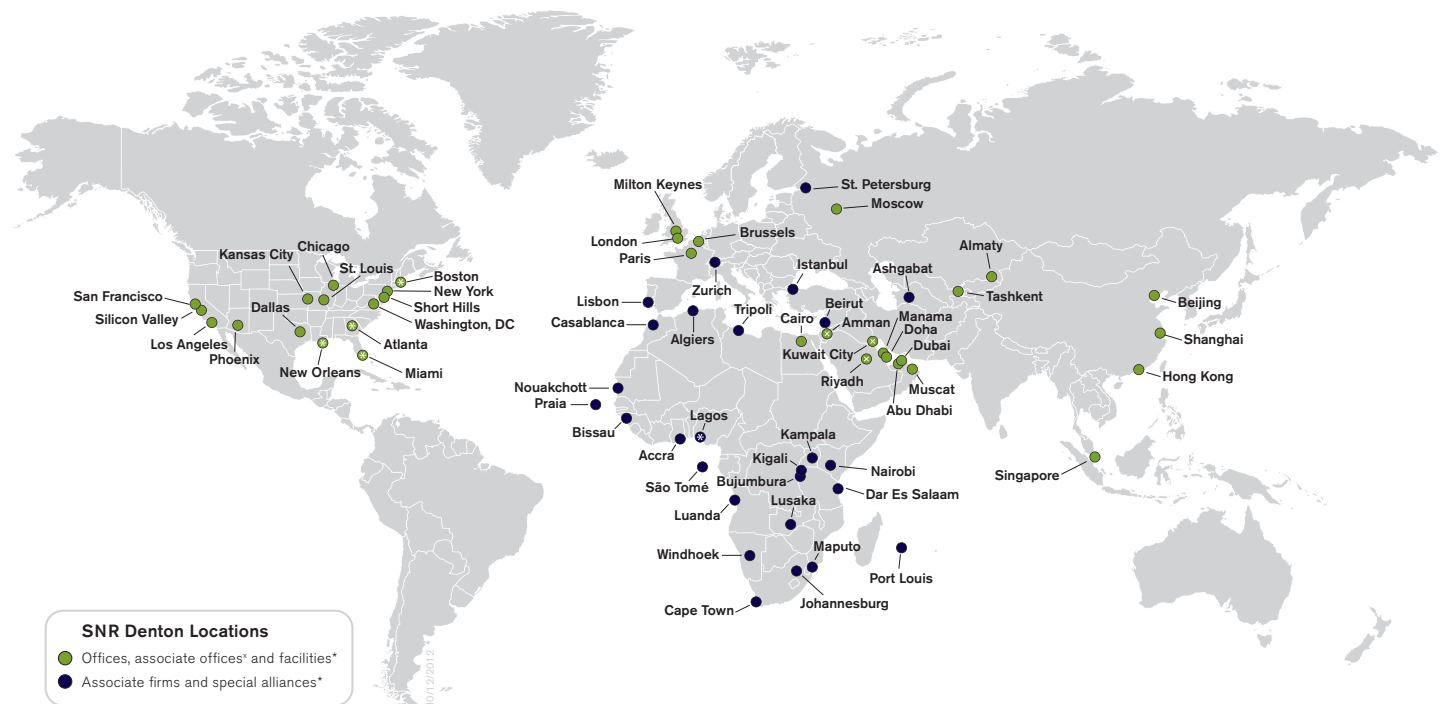 Milton Keynes
St. Petersburg
Moscow
London
Brussels
Paris
Zurich
Istanbul
Almaty
Ashgabat
Tashkent
Chicago
Kansas City
St. Louis
Boston
New York
Short Hills
Washington, DC
San Francisco
Silicon Valley
Los Angeles
Phoenix
Dallas
New Orleans
Atlanta
Miami
Lisbon
Casablanca
Algiers
Tripoli
Cairo
Beirut
Amman
Manama
Doha
Dubai
Kuwait City
Riyadh
Muscat
Abu Dhabi
Beijing
Shanghai
Hong Kong
Singapore
Nouakchott
Praia
Bissau
Lagos
Accra
São Tomé
Kampala
Kigali
Nairobi
Bujumbura
Dar Es Salaam
Luanda
Lusaka
Windhoek
Maputo
Port Louis
Johannesburg
Cape Town
SNR Denton Locations
Offices, associate officesˣ and facilities*
Associate firms and special alliances*
10/12/2012